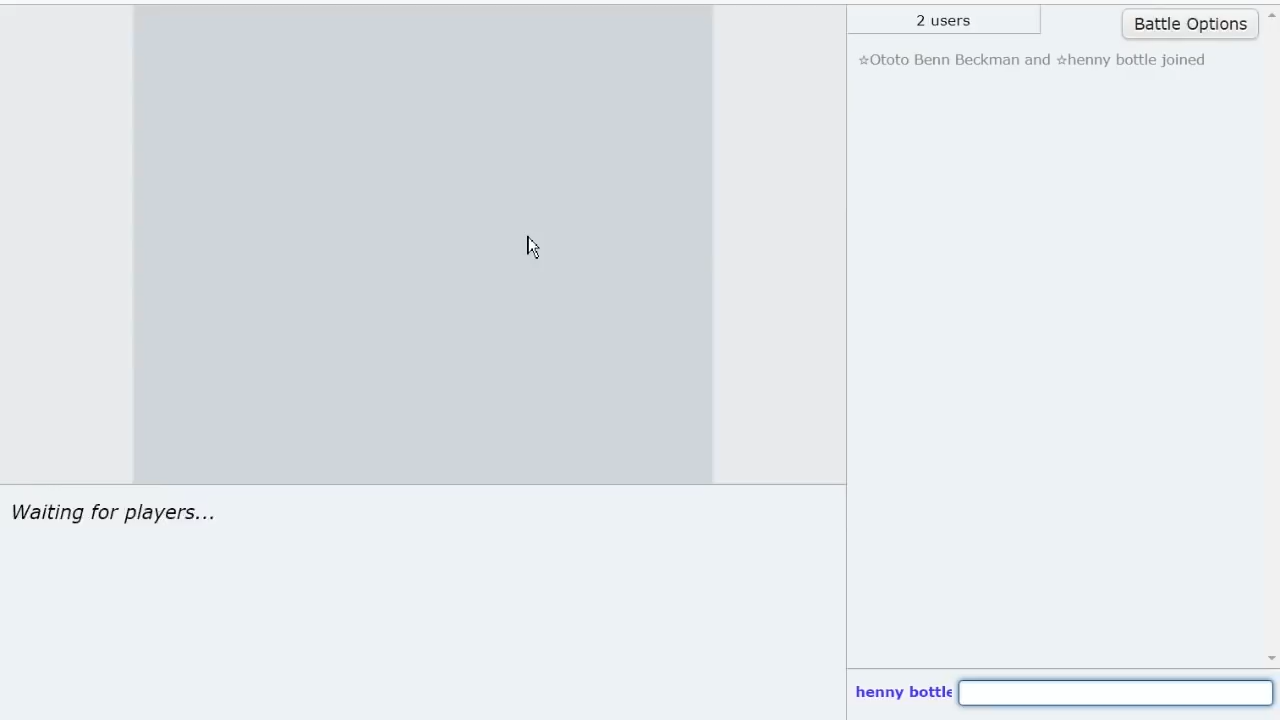 2 users
Battle Options
☆Ototo Benn Beckman and ☆henny bottle joined
Waiting for players...
henny bottle